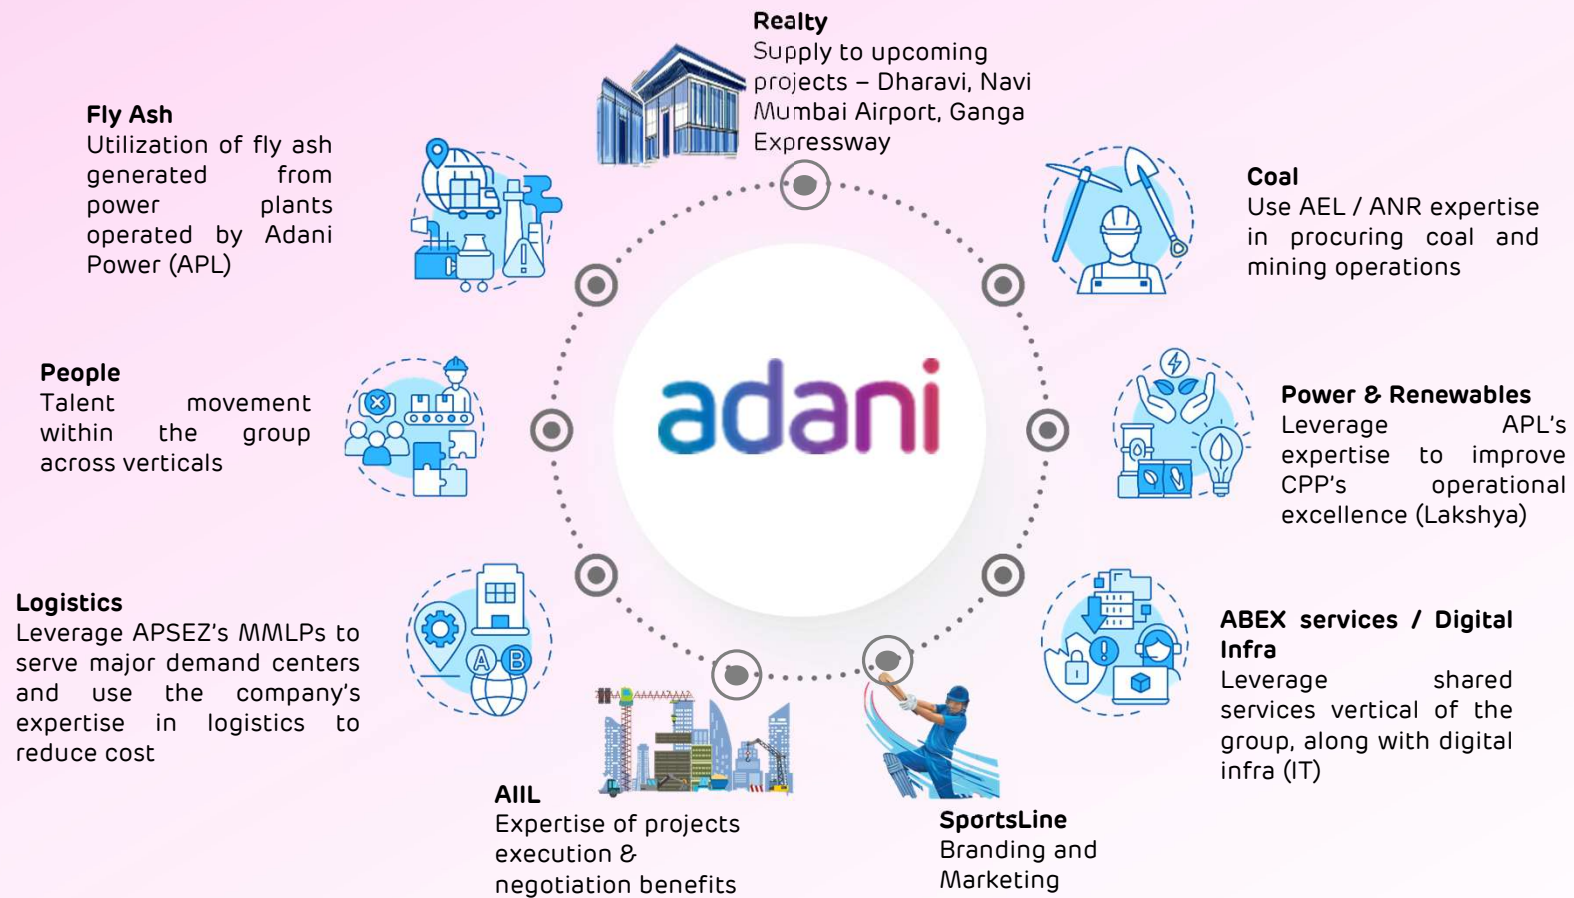 Realty
Supply to upcoming
projects – Dharavi, Navi
Mumbai Airport, Ganga
Expressway
Fly Ash
Utilization of fly ash
generated from
power plants
operated by Adani
Power (APL)
Coal
Use AEL / ANR expertise
in procuring coal and
mining operations
adani
People
Talent movement
within the group
across verticals
Power & Renewables
Leverage APL's
expertise to improve
CPP's operational
excellence (Lakshya)
Logistics
Leverage APSEZ's MMLPs to
serve major demand centers
and use the company's
expertise in logistics to
reduce cost
A B
ABEX services / Digital
Infra
Leverage shared
services vertical of the
group, along with digital
infra (IT)
AIIL
Expertise of projects
execution &
negotiation benefits
SportsLine
Branding and
Marketing